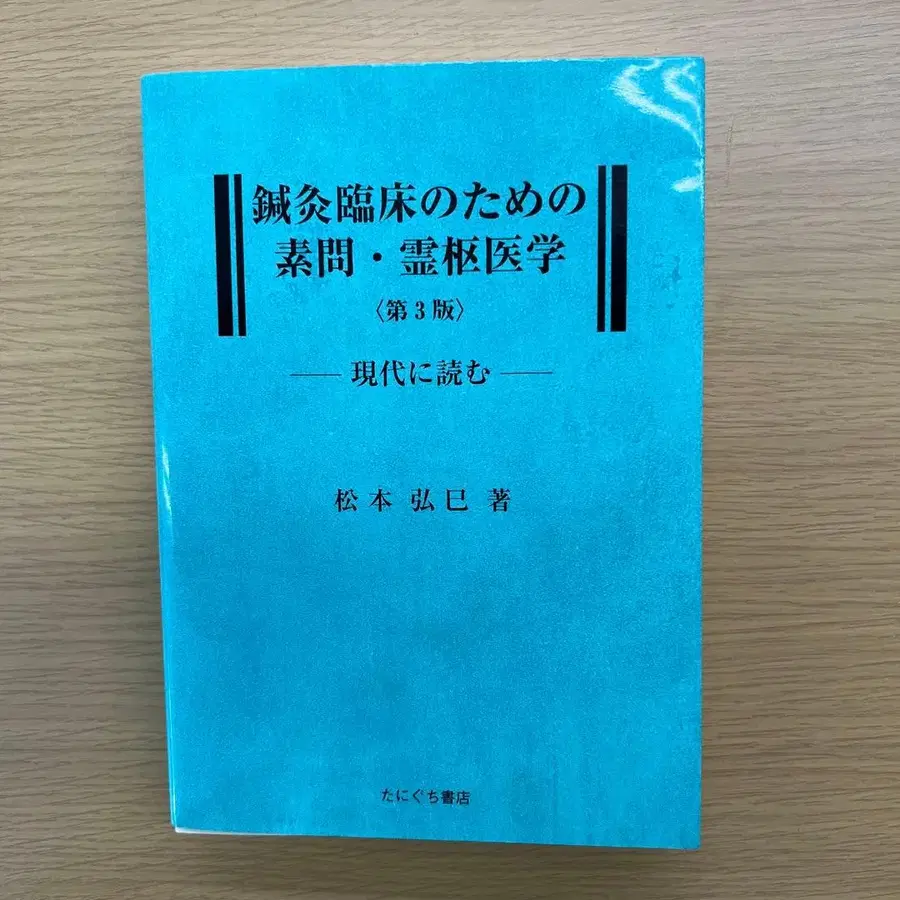 鍼灸臨床のための
素問・霊枢医学
〈第3版〉
― 現代に読む ―
松本 弘巳 著
たにぐち書店